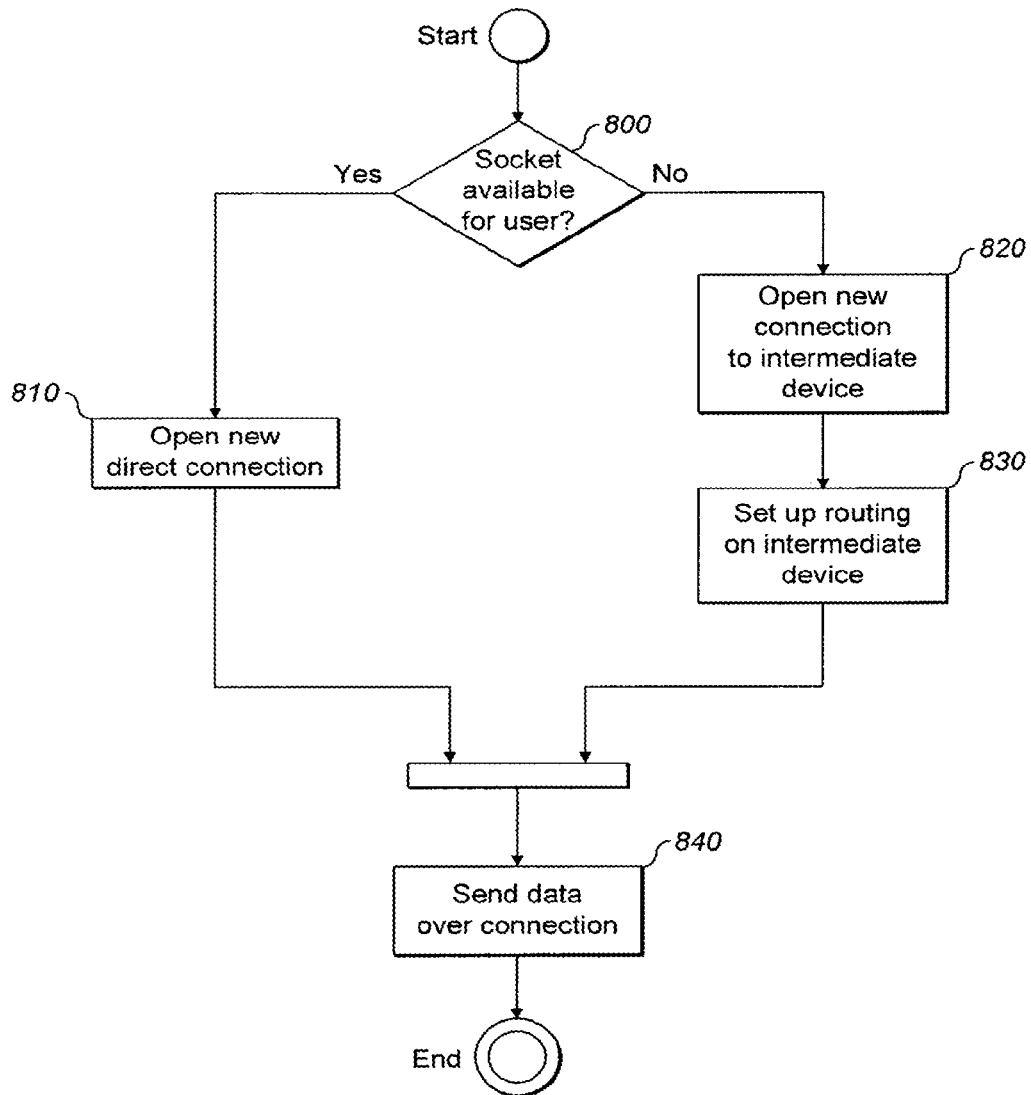 Start
800
Socket
available
for user?
Yes
No
820
Open new
connection
to intermediate
device
810
Open new
direct connection
830
Set up routing
on intermediate
device
840
Send data
over connection
End